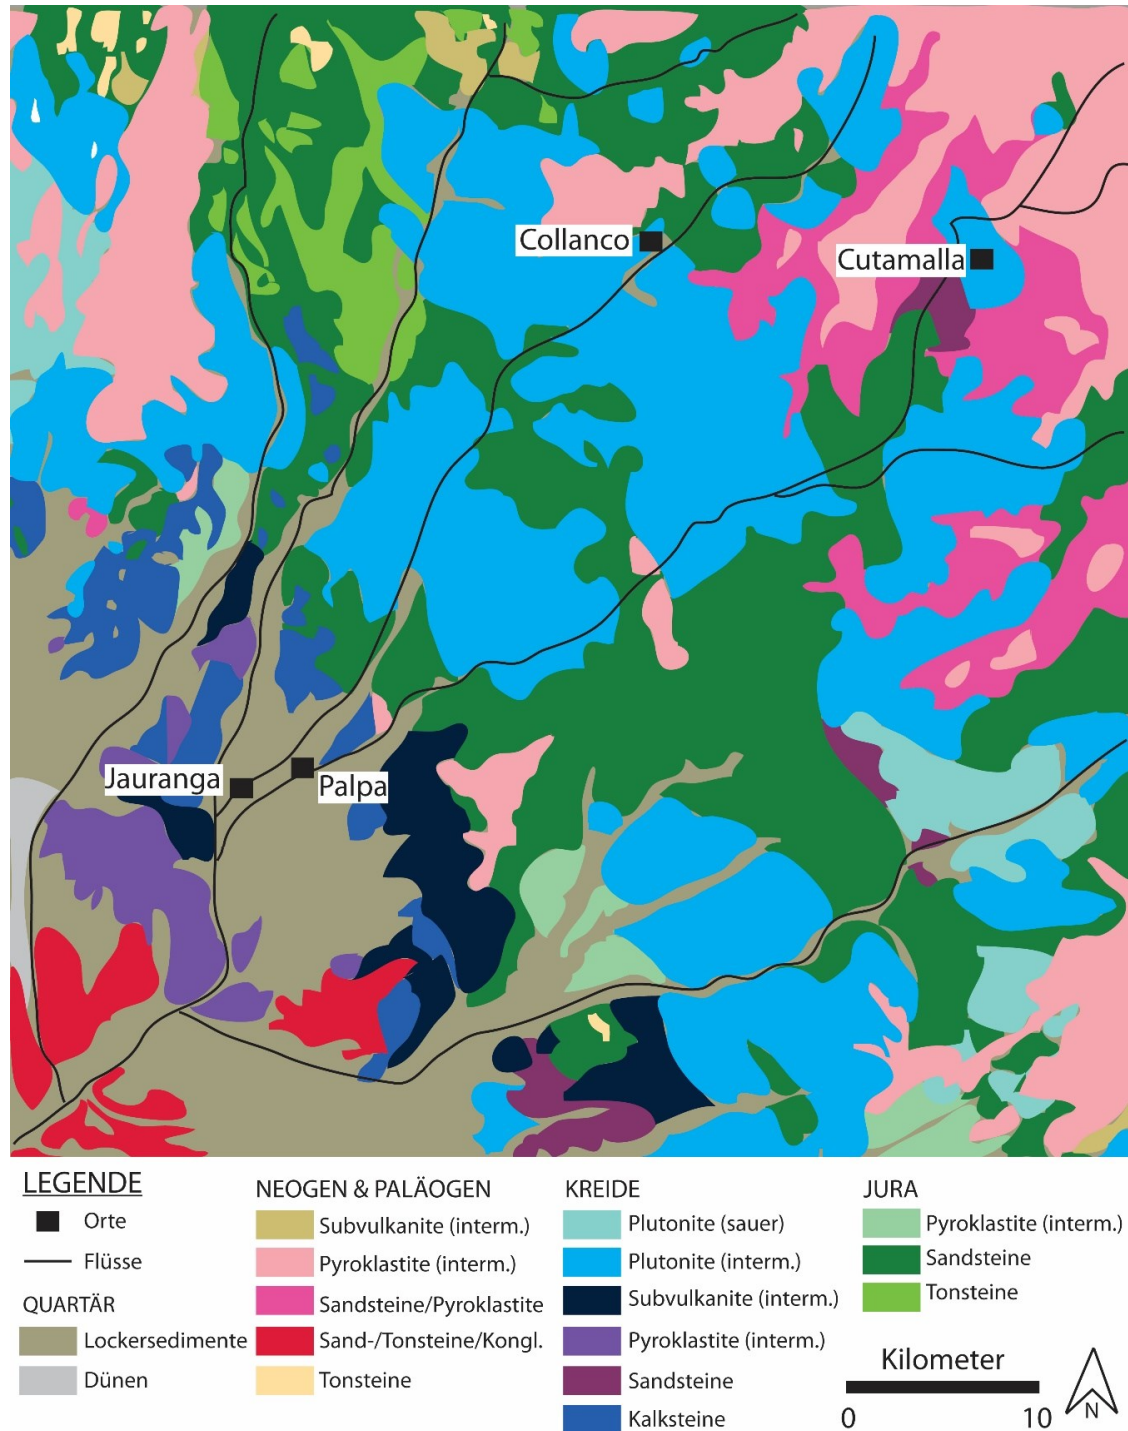 Collanco
Cutamalla
Jauranga
Palpa
LEGENDE
Orte
Flüsse
QUARTÄR
Lockersedimente
Dünen
NEOGEN & PALÄOGEN
Subvulkanite (interm.)
Pyroklastite (interm.)
Sandsteine/Pyroklastite
Sand-/Tonsteine/Kongl.
Tonsteine
KREIDE
Plutonite (sauer)
Plutonite (interm.)
Subvulkanite (interm.)
Pyroklastite (interm.)
Sandsteine
Kalksteine
JURA
Pyroklastite (interm.)
Sandsteine
Tonsteine
Kilometer
0 10
N